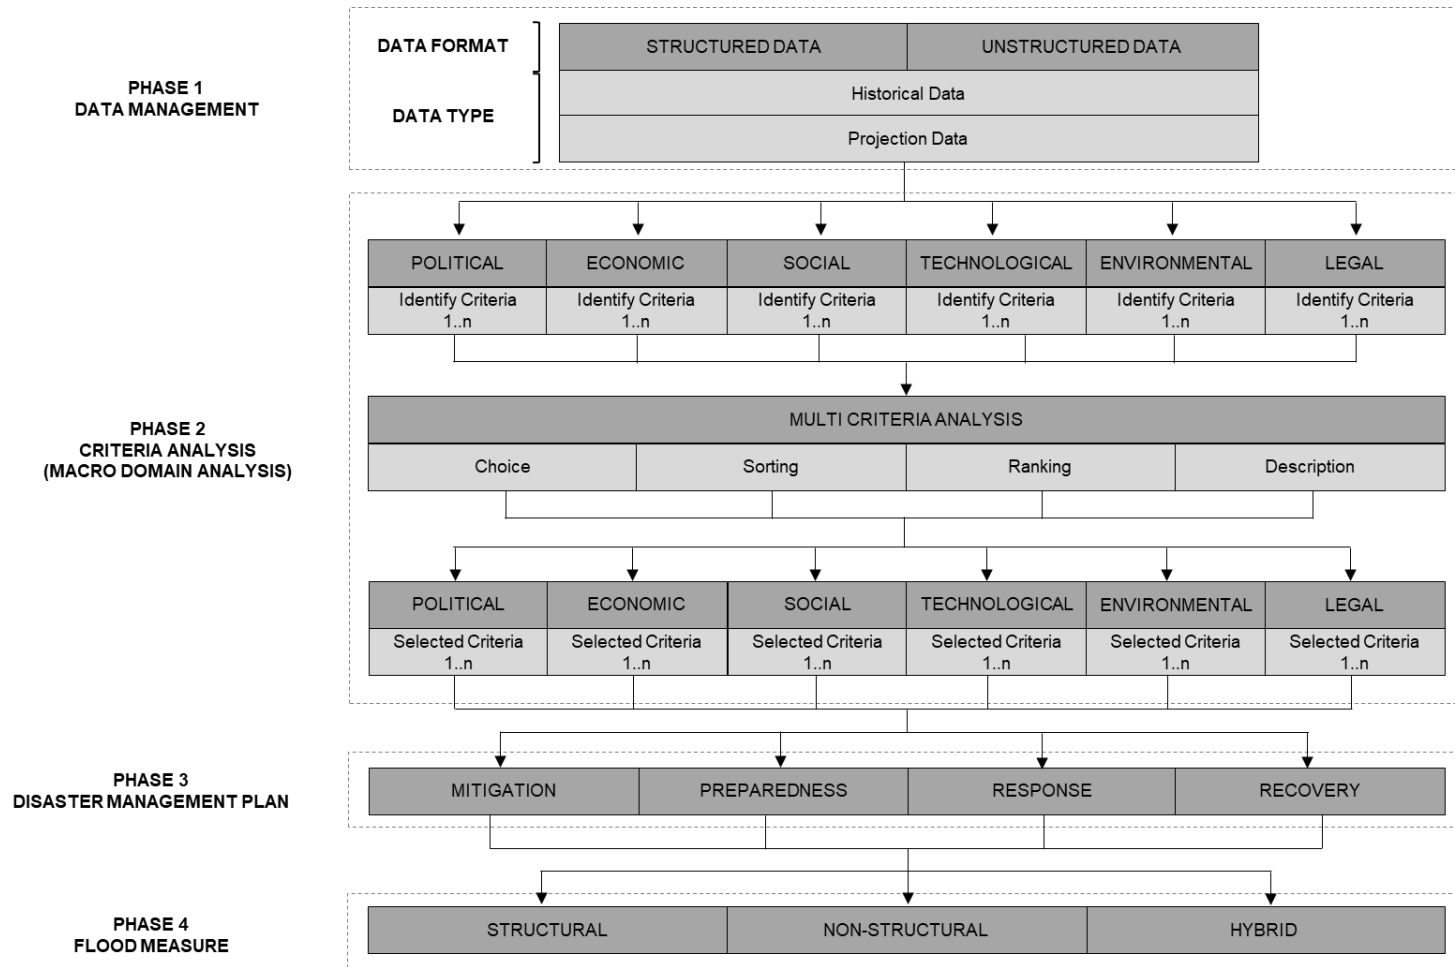 PHASE 1
DATA MANAGEMENT
DATA FORMAT
STRUCTURED DATA
UNSTRUCTURED DATA
DATA TYPE
Historical Data
Projection Data
PHASE 2
CRITERIA ANALYSIS
(MACRO DOMAIN ANALYSIS)
POLITICAL
ECONOMIC
SOCIAL
TECHNOLOGICAL
ENVIRONMENTAL
LEGAL
Identify Criteria
1..n
Identify Criteria
1..n
Identify Criteria
1..n
Identify Criteria
1..n
Identify Criteria
1..n
Identify Criteria
1..n
MULTI CRITERIA ANALYSIS
Choice
Sorting
Ranking
Description
POLITICAL
ECONOMIC
SOCIAL
TECHNOLOGICAL
ENVIRONMENTAL
LEGAL
Selected Criteria
1..n
Selected Criteria
1..n
Selected Criteria
1..n
Selected Criteria
1..n
Selected Criteria
1..n
Selected Criteria
1..n
PHASE 3
DISASTER MANAGEMENT PLAN
MITIGATION
PREPAREDNESS
RESPONSE
RECOVERY
PHASE 4
FLOOD MEASURE
STRUCTURAL
NON-STRUCTURAL
HYBRID